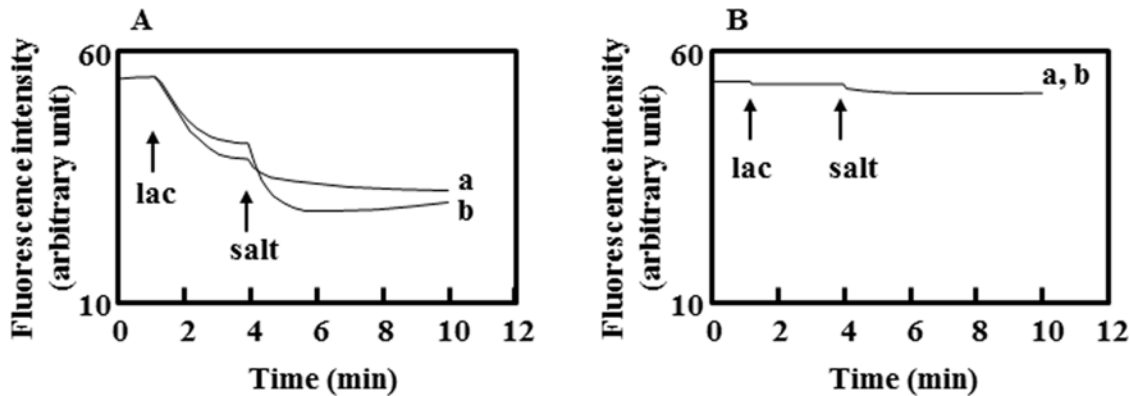 A
60
10
Fluorescence intensity
(arbitrary unit)
lac
salt
a
b
0 2 4 6 8 10 12
Time (min)
B
60
10
Fluorescence intensity
(arbitrary unit)
a, b
lac
salt
0 2 4 6 8 10 12
Time (min)